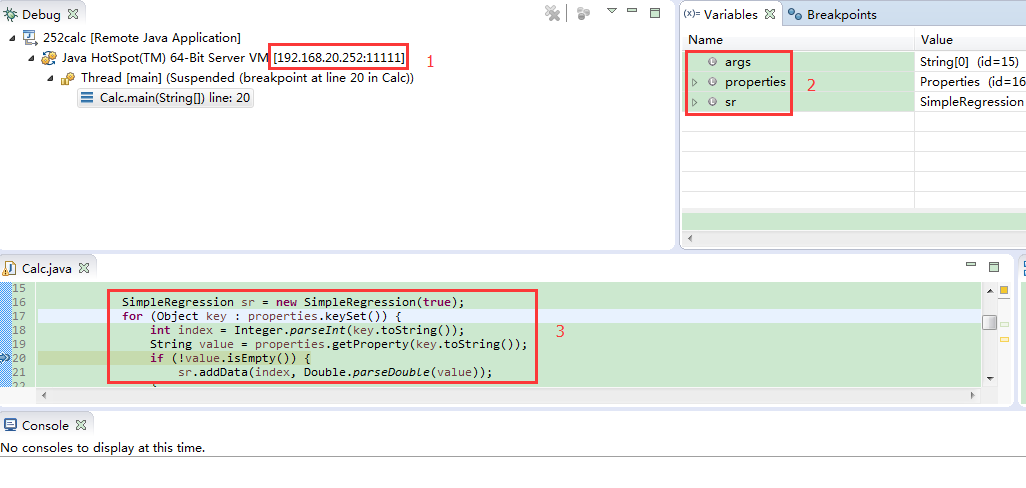 Debug
252calc [Remote Java Application]
Java HotSpot(TM) 64-Bit Server VM [192.168.20.252:11111]
1
Thread [main] (Suspended (breakpoint at line 20 in Calc))
Calc.main(String[]) line: 20
(x)= Variables
Breakpoints
Name Value
args String[0] (id=15)
properties Properties (id=16
sr SimpleRegression
2
Calc.java
15
16 SimpleRegression sr = new SimpleRegression(true);
17 for (Object key : properties.keySet()) {
18 int index = Integer.parseInt(key.toString());
19 String value = properties.getProperty(key.toString());
20 if (!value.isEmpty()) {
21 sr.addData(index, Double.parseDouble(value));
22 }
3
Console
No consoles to display at this time.